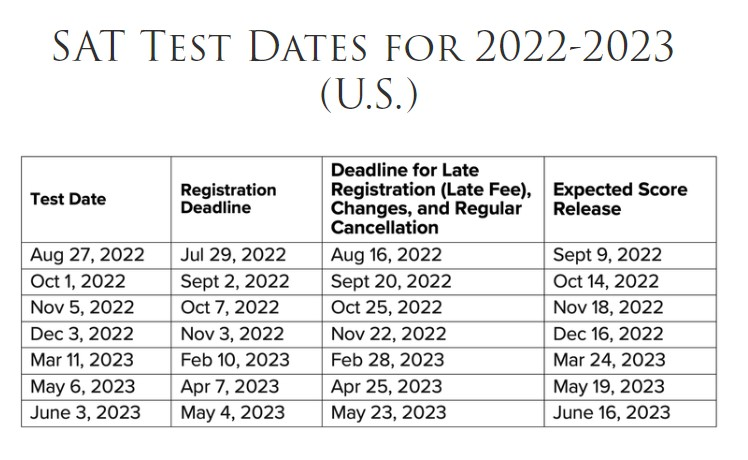 SAT Test Dates for 2022-2023
(U.S.)
Test Date
Registration
Deadline
Deadline for Late
Registration (Late Fee),
Changes, and Regular
Cancellation
Expected Score
Release
Aug 27, 2022 Jul 29, 2022 Aug 16, 2022 Sept 9, 2022
Oct 1, 2022 Sept 2, 2022 Sept 20, 2022 Oct 14, 2022
Nov 5, 2022 Oct 7, 2022 Oct 25, 2022 Nov 18, 2022
Dec 3, 2022 Nov 3, 2022 Nov 22, 2022 Dec 16, 2022
Mar 11, 2023 Feb 10, 2023 Feb 28, 2023 Mar 24, 2023
May 6, 2023 Apr 7, 2023 Apr 25, 2023 May 19, 2023
June 3, 2023 May 4, 2023 May 23, 2023 June 16, 2023